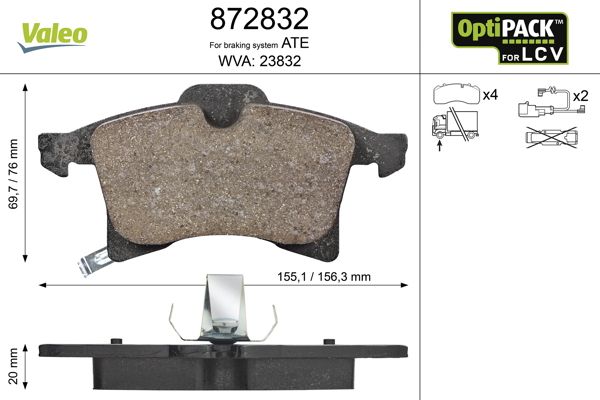 Valeo
872832
For braking system ATE
WVA: 23832
OptiPACK™
FOR LCV
x4
x2
69,7 / 76 mm
155,1 / 156,3 mm
20 mm